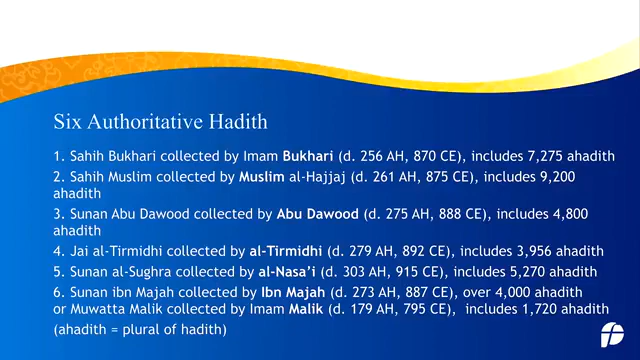 Six Authoritative Hadith
1. Sahih Bukhari collected by Imam Bukhari (d. 256 AH, 870 CE), includes 7,275 ahadith
2. Sahih Muslim collected by Muslim al-Hajjaj (d. 261 AH, 875 CE), includes 9,200
ahadith
3. Sunan Abu Dawood collected by Abu Dawood (d. 275 AH, 888 CE), includes 4,800
ahadith
4. Jai al-Tirmidhi collected by al-Tirmidhi (d. 279 AH, 892 CE), includes 3,956 ahadith
5. Sunan al-Sughra collected by al-Nasa’i (d. 303 AH, 915 CE), includes 5,270 ahadith
6. Sunan ibn Majah collected by Ibn Majah (d. 273 AH, 887 CE), over 4,000 ahadith
or Muwatta Malik collected by Imam Malik (d. 179 AH, 795 CE), includes 1,720 ahadith
(ahadith = plural of hadith)